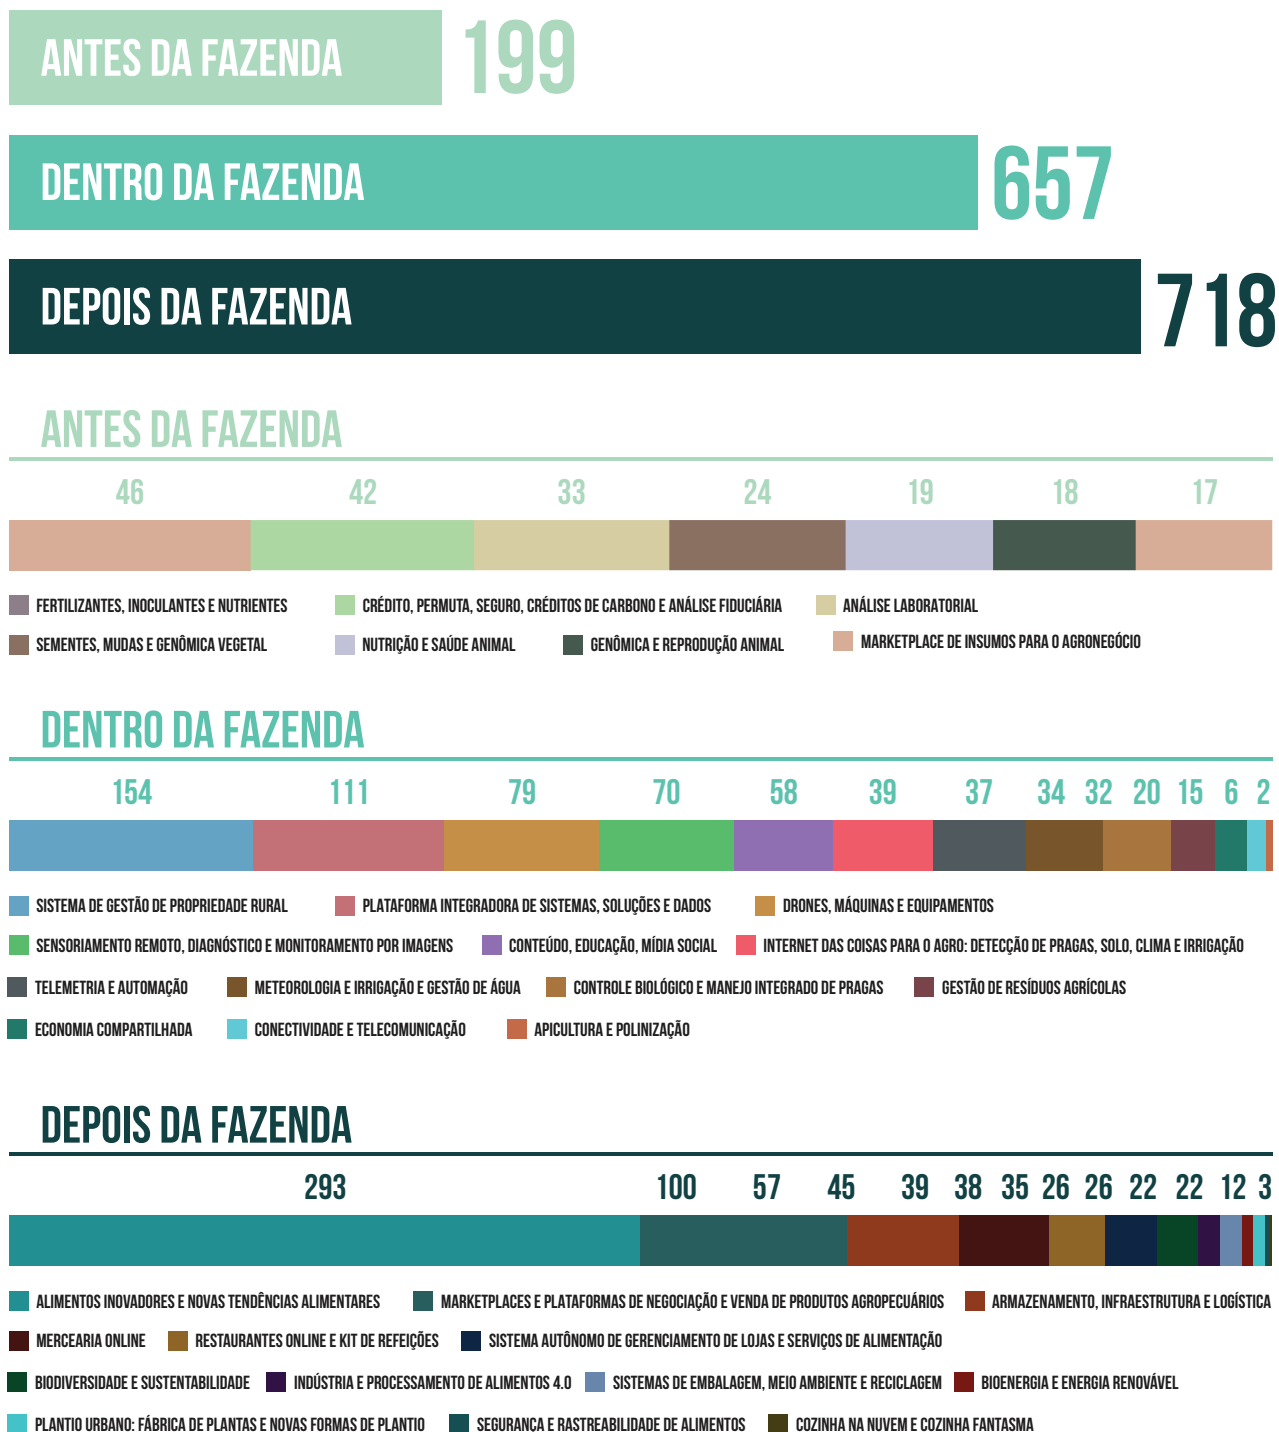 ANTES DA FAZENDA 199
DENTRO DA FAZENDA 657
DEPOIS DA FAZENDA 718
ANTES DA FAZENDA
46 42 33 24 19 18 17
FERTILIZANTES, INOCULANTES E NUTRIENTES CRÉDITO, PERMUTA, SEGURO, CRÉDITOS DE CARBONO E ANÁLISE FIDUCIÁRIA ANÁLISE LABORATORIAL
SEMENTES, MUDAS E GENÔMICA VEGETAL NUTRIÇÃO E SAÚDE ANIMAL GENÔMICA E REPRODUÇÃO ANIMAL MARKETPLACE DE INSUMOS PARA O AGRONEGÓCIO
DENTRO DA FAZENDA
154 111 79 70 58 39 37 34 32 20 15 6 2
SISTEMA DE GESTÃO DE PROPRIEDADE RURAL PLATAFORMA INTEGRADORA DE SISTEMAS, SOLUÇÕES E DADOS DRONES, MÁQUINAS E EQUIPAMENTOS
SENSORIAMENTO REMOTO, DIAGNÓSTICO E MONITORAMENTO POR IMAGENS CONTEÚDO, EDUCAÇÃO, MÍDIA SOCIAL INTERNET DAS COISAS PARA O AGRO: DETECÇÃO DE PRAGAS, SOLO, CLIMA E IRRIGAÇÃO
TELEMETRIA E AUTOMAÇÃO METEOROLOGIA E IRRIGAÇÃO E GESTÃO DE ÁGUA CONTROLE BIOLÓGICO E MANEJO INTEGRADO DE PRAGAS GESTÃO DE RESÍDUOS AGRÍCOLAS
ECONOMIA COMPARTILHADA CONECTIVIDADE E TELECOMUNICAÇÃO APICULTURA E POLINIZAÇÃO
DEPOIS DA FAZENDA
293 100 57 45 39 38 35 26 26 22 22 12 3
ALIMENTOS INOVADORES E NOVAS TENDÊNCIAS ALIMENTARES MARKETPLACES E PLATAFORMAS DE NEGOCIAÇÃO E VENDA DE PRODUTOS AGROPECUÁRIOS ARMAZENAMENTO, INFRAESTRUTURA E LOGÍSTICA
MERCEARIA ONLINE RESTAURANTES ONLINE E KIT DE REFEIÇÕES SISTEMA AUTÔNOMO DE GERENCIAMENTO DE LOJAS E SERVIÇOS DE ALIMENTAÇÃO
BIODIVERSIDADE E SUSTENTABILIDADE INDÚSTRIA E PROCESSAMENTO DE ALIMENTOS 4.0 SISTEMAS DE EMBALAGEM, MEIO AMBIENTE E RECICLAGEM BIOENERGIA E ENERGIA RENOVÁVEL
PLANTIO URBANO: FÁBRICA DE PLANTAS E NOVAS FORMAS DE PLANTIO SEGURANÇA E RASTREABILIDADE DE ALIMENTOS COZINHA NA NUVEM E COZINHA FANTASMA